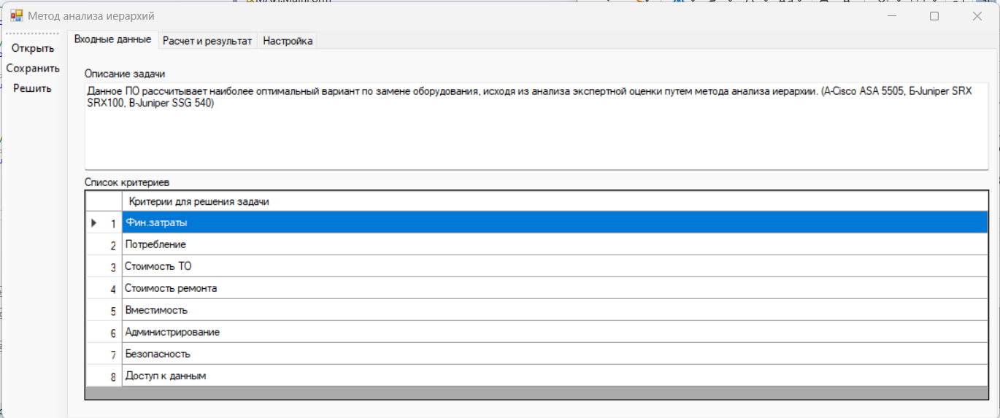 Метод анализа иерархий
Открыть
Сохранить
Решить
Входные данные
Расчет и результат
Настройка
Описание задачи
Данное ПО рассчитывает наиболее оптимальный вариант по замене оборудования, исходя из анализа экспертной оценки путем метода анализа иерархии. (А-Cisco ASA 5505, Б-Juniper SRX
SRX100, В-Juniper SSG 540)
Список критериев
Критерии для решения задачи
1 Фин.затраты
2 Потребление
3 Стоимость ТО
4 Стоимость ремонта
5 Вместимость
6 Администрирование
7 Безопасность
8 Доступ к данным